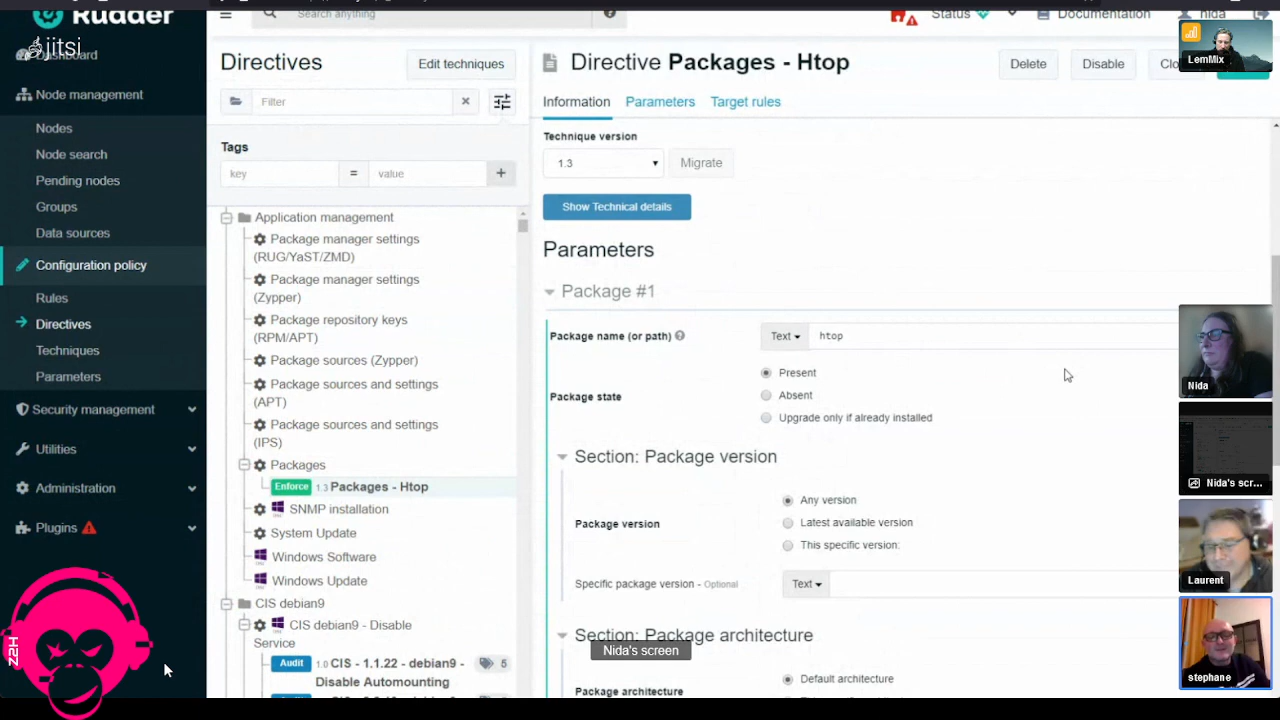 Rudder
jitsi
Dashboard
Node management
Nodes
Node search
Pending nodes
Groups
Data sources
Configuration policy
Rules
Directives
Techniques
Parameters
Security management
Utilities
Administration
Plugins
HZZ
Search anything
Status
Documentation
nida
Directives
Edit techniques
Filter
Tags
key = value +
Application management
Package manager settings
(RUG/YaST/ZMD)
Package manager settings
(Zypper)
Package repository keys
(RPM/APT)
Package sources (Zypper)
Package sources and settings
(APT)
Package sources and settings
(IPS)
Packages
Enforce 1.3 Packages - Htop
SNMP installation
System Update
Windows Software
Windows Update
CIS debian9
CIS debian9 - Disable
Service
Audit 1.0 CIS - 1.1.22 - debian9 - 5
Disable Automounting
Directive Packages - Htop
Delete
Disable
Information Parameters Target rules
Technique version
1.3 Migrate
Show Technical details
Parameters
Package #1
Package name (or path) Text htop
Package state
Present
Absent
Upgrade only if already installed
Section: Package version
Package version
Any version
Latest available version
This specific version:
Specific package version - Optional Text
Section: Package architecture
Nida's screen
Package architecture Default architecture
LemMix
Nida
Nida's scr...
Laurent
stephane